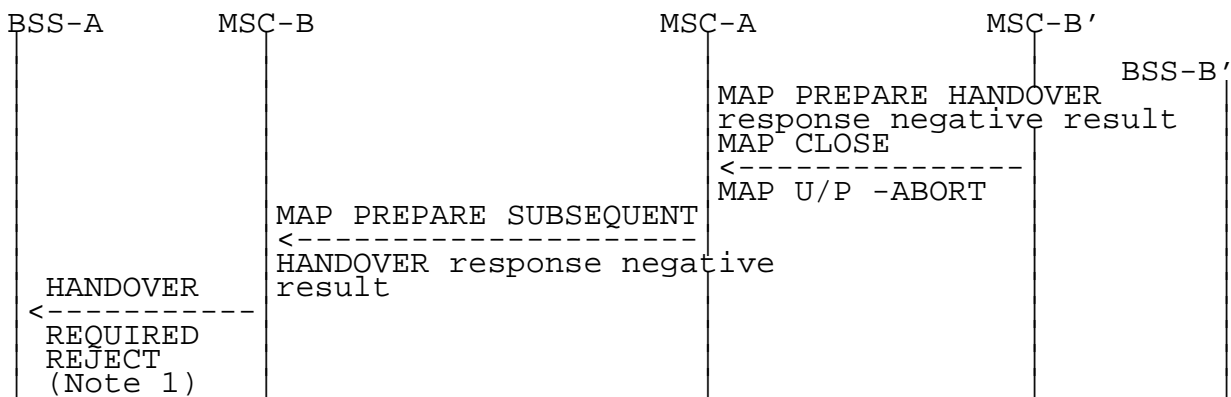 BSS-A MSC-B MSC-A MSC-B'
BSS-B'
MAP PREPARE HANDOVER
response negative result
MAP CLOSE
<---------------
MAP U/P -ABORT
MAP PREPARE SUBSEQUENT
<---------------------
HANDOVER response negative
result
HANDOVER
<-----------
REQUIRED
REJECT
(Note 1)